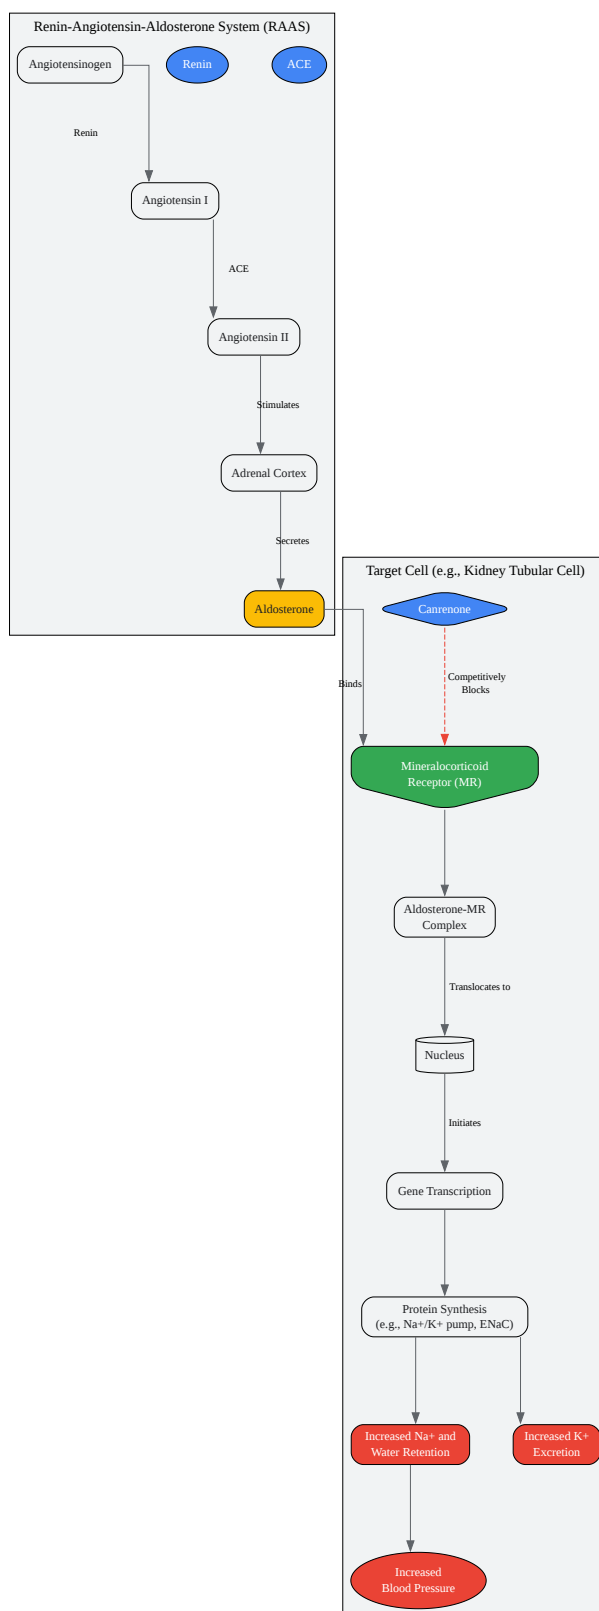 Renin-Angiotensin-Aldosterone System (RAAS)
Angiotensinogen
Renin
ACE
Renin
Angiotensin I
ACE
Angiotensin II
Stimulates
Adrenal Cortex
Secretes
Aldosterone
Target Cell (e.g., Kidney Tubular Cell)
Canrenone
Binds
Competitively
Blocks
Mineralocorticoid
Receptor (MR)
Aldosterone-MR
Complex
Translocates to
Nucleus
Initiates
Gene Transcription
Protein Synthesis
(e.g., Na+/K+ pump, ENaC)
Increased Na+ and
Water Retention
Increased K+
Excretion
Increased
Blood Pressure